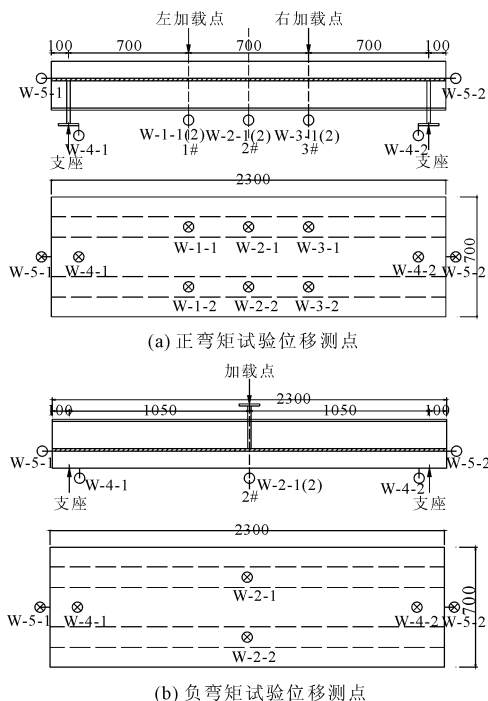 左加载点 右加载点
100 700 700 700 100
W-5-1 W-5-2
W-4-1 W-1-1(2) W-2-1(2) W-3-1(2) W-4-2
支座 1# 2# 3# 支座
2300
W-1-1 W-2-1 W-3-1
W-5-1 W-4-1 W-4-2 W-5-2
700
W-1-2 W-2-2 W-3-2
(a) 正弯矩试验位移测点
加载点
2300
100 1050 1050 100
W-5-1 W-5-2
W-4-1 W-2-1(2) W-4-2
支座 2# 支座
2300
W-2-1
700
W-5-1 W-4-1 W-4-2 W-5-2
W-2-2
(b) 负弯矩试验位移测点